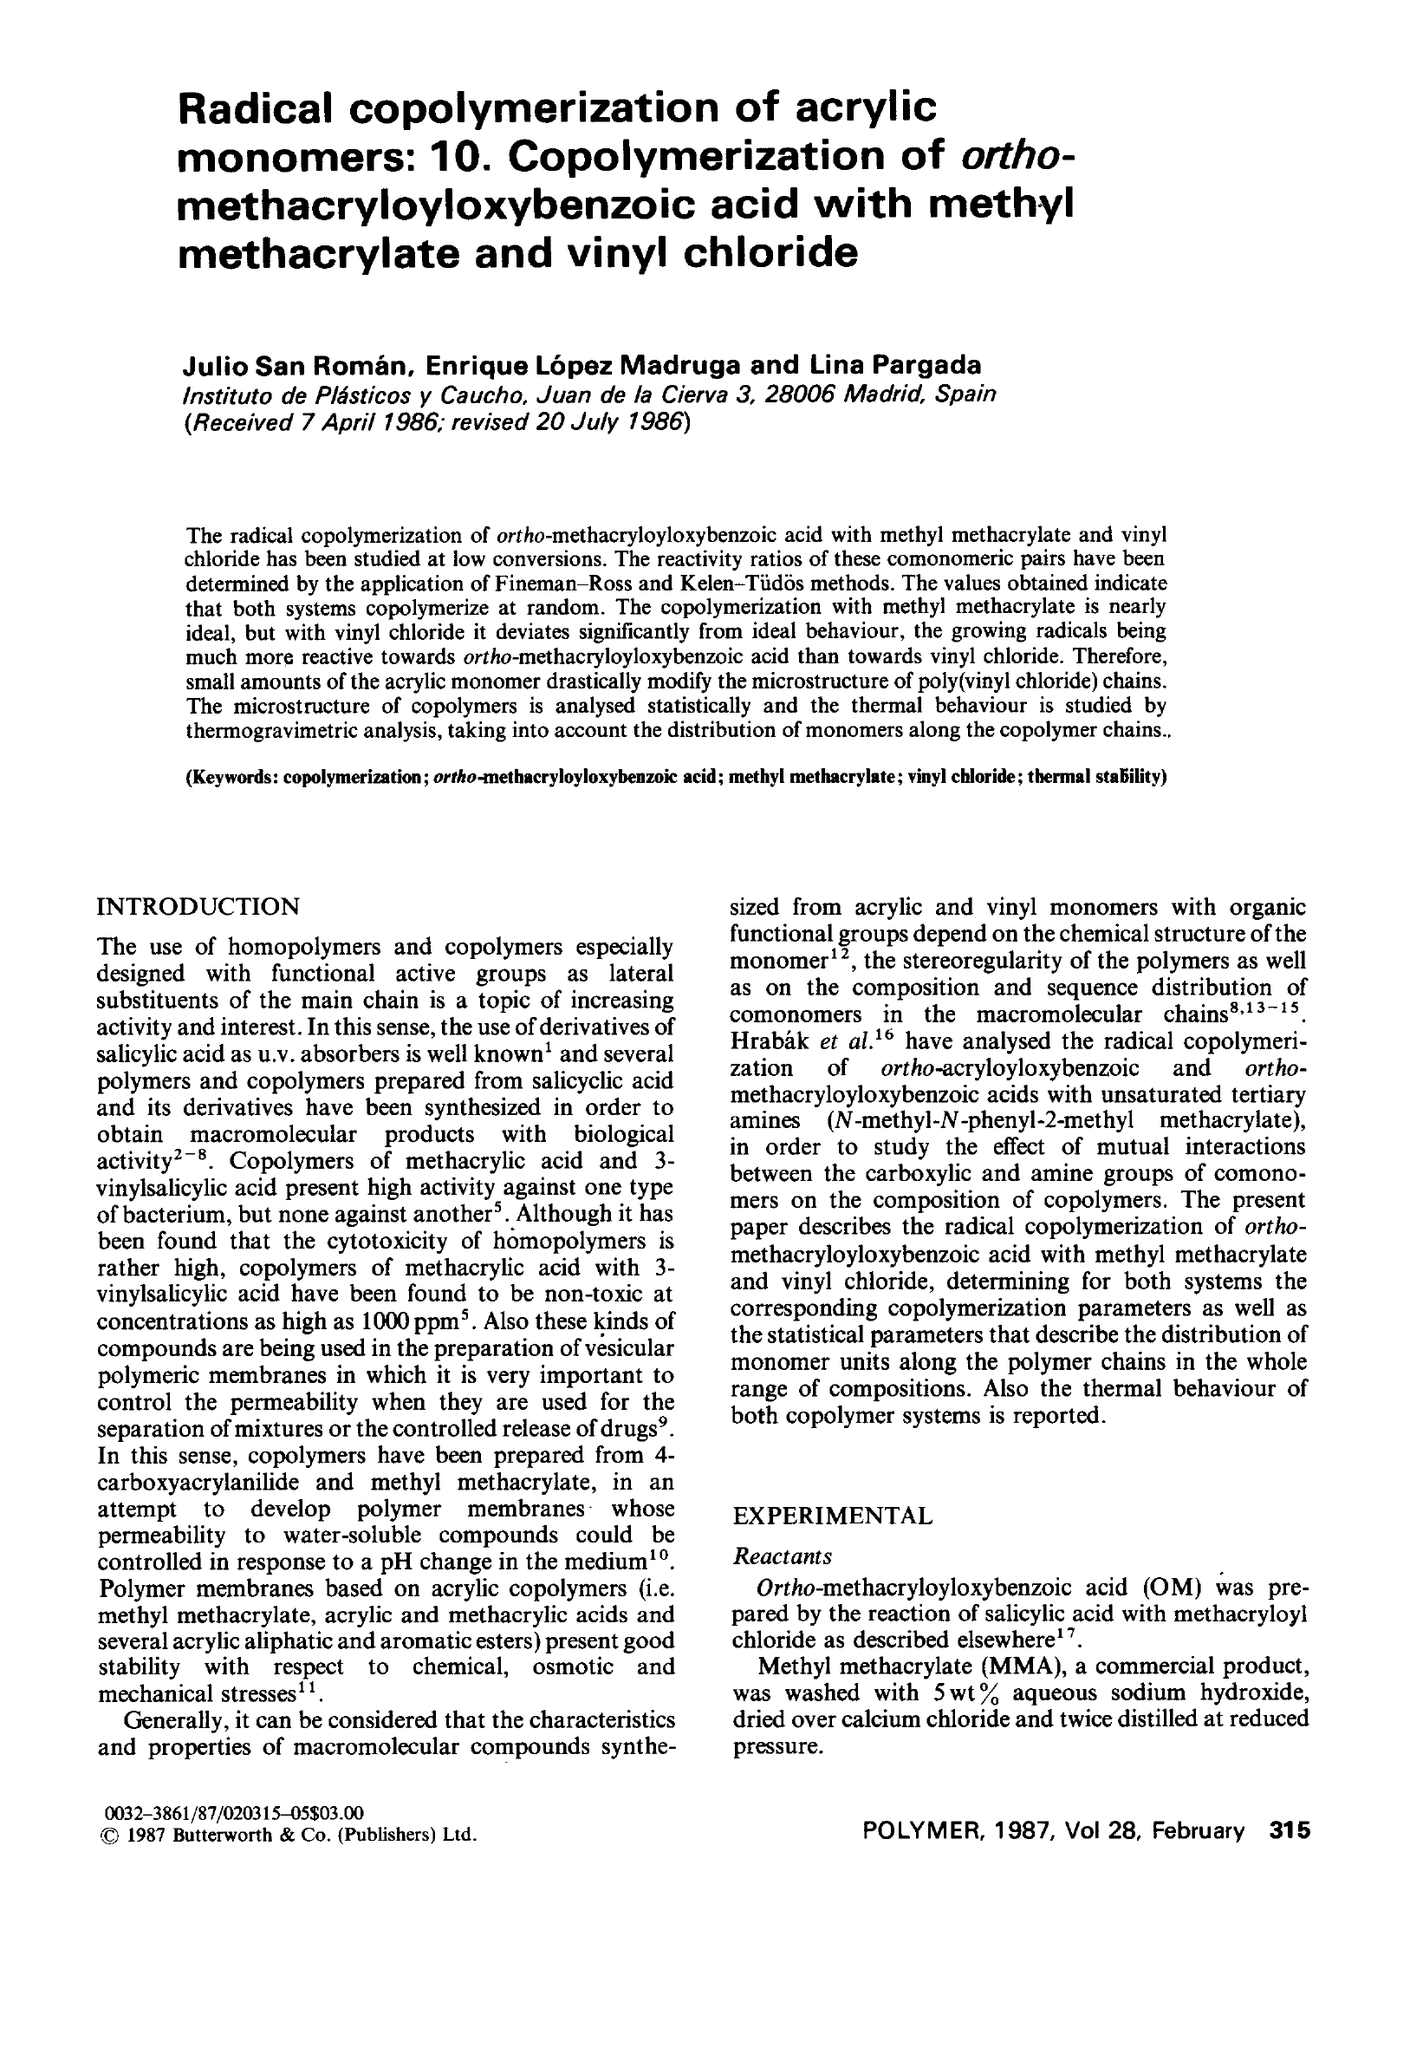 Radical copolymerization of acrylic
monomers: 10. Copolymerization of ortho-
methacryloyloxybenzoic acid with methyl
methacrylate and vinyl chloride
Julio San Román, Enrique López Madruga and Lina Pargada
Instituto de Plásticos y Caucho, Juan de la Cierva 3, 28006 Madrid, Spain
(Received 7 April 1986; revised 20 July 1986)
The radical copolymerization of ortho-methacryloyloxybenzoic acid with methyl methacrylate and vinyl
chloride has been studied at low conversions. The reactivity ratios of these comonomeric pairs have been
determined by the application of Fineman–Ross and Kelen–Tüdös methods. The values obtained indicate
that both systems copolymerize at random. The copolymerization with methyl methacrylate is nearly
ideal, but with vinyl chloride it deviates significantly from ideal behaviour, the growing radicals being
much more reactive towards ortho-methacryloyloxybenzoic acid than towards vinyl chloride. Therefore,
small amounts of the acrylic monomer drastically modify the microstructure of poly(vinyl chloride) chains.
The microstructure of copolymers is analysed statistically and the thermal behaviour is studied by
thermogravimetric analysis, taking into account the distribution of monomers along the copolymer chains..
(Keywords: copolymerization; ortho-methacryloyloxybenzoic acid; methyl methacrylate; vinyl chloride; thermal stability)
INTRODUCTION
The use of homopolymers and copolymers especially
designed with functional active groups as lateral
substituents of the main chain is a topic of increasing
activity and interest. In this sense, the use of derivatives of
salicylic acid as u.v. absorbers is well known¹ and several
polymers and copolymers prepared from salicyclic acid
and its derivatives have been synthesized in order to
obtain macromolecular products with biological
activity²⁻⁸. Copolymers of methacrylic acid and 3-
vinylsalicylic acid present high activity against one type
of bacterium, but none against another⁵. Although it has
been found that the cytotoxicity of homopolymers is
rather high, copolymers of methacrylic acid with 3-
vinylsalicylic acid have been found to be non-toxic at
concentrations as high as 1000 ppm⁵. Also these kinds of
compounds are being used in the preparation of vesicular
polymeric membranes in which it is very important to
control the permeability when they are used for the
separation of mixtures or the controlled release of drugs⁹.
In this sense, copolymers have been prepared from 4-
carboxyacrylanilide and methyl methacrylate, in an
attempt to develop polymer membranes whose
permeability to water-soluble compounds could be
controlled in response to a pH change in the medium¹⁰.
Polymer membranes based on acrylic copolymers (i.e.
methyl methacrylate, acrylic and methacrylic acids and
several acrylic aliphatic and aromatic esters) present good
stability with respect to chemical, osmotic and
mechanical stresses¹¹.
Generally, it can be considered that the characteristics
and properties of macromolecular compounds synthe-
sized from acrylic and vinyl monomers with organic
functional groups depend on the chemical structure of the
monomer¹², the stereoregularity of the polymers as well
as on the composition and sequence distribution of
comonomers in the macromolecular chains⁸,¹³⁻¹⁵.
Hrabák et al.¹⁶ have analysed the radical copolymeri-
zation of ortho-acryloyloxybenzoic and ortho-
methacryloyloxybenzoic acids with unsaturated tertiary
amines (N-methyl-N-phenyl-2-methyl methacrylate),
in order to study the effect of mutual interactions
between the carboxylic and amine groups of comono-
mers on the composition of copolymers. The present
paper describes the radical copolymerization of ortho-
methacryloyloxybenzoic acid with methyl methacrylate
and vinyl chloride, determining for both systems the
corresponding copolymerization parameters as well as
the statistical parameters that describe the distribution of
monomer units along the polymer chains in the whole
range of compositions. Also the thermal behaviour of
both copolymer systems is reported.
EXPERIMENTAL
Reactants
Ortho-methacryloyloxybenzoic acid (OM) was pre-
pared by the reaction of salicylic acid with methacryloyl
chloride as described elsewhere¹⁷.
Methyl methacrylate (MMA), a commercial product,
was washed with 5 wt% aqueous sodium hydroxide,
dried over calcium chloride and twice distilled at reduced
pressure.
0032–3861/87/020315–05$03.00
© 1987 Butterworth & Co. (Publishers) Ltd.
POLYMER, 1987, Vol 28, February 315